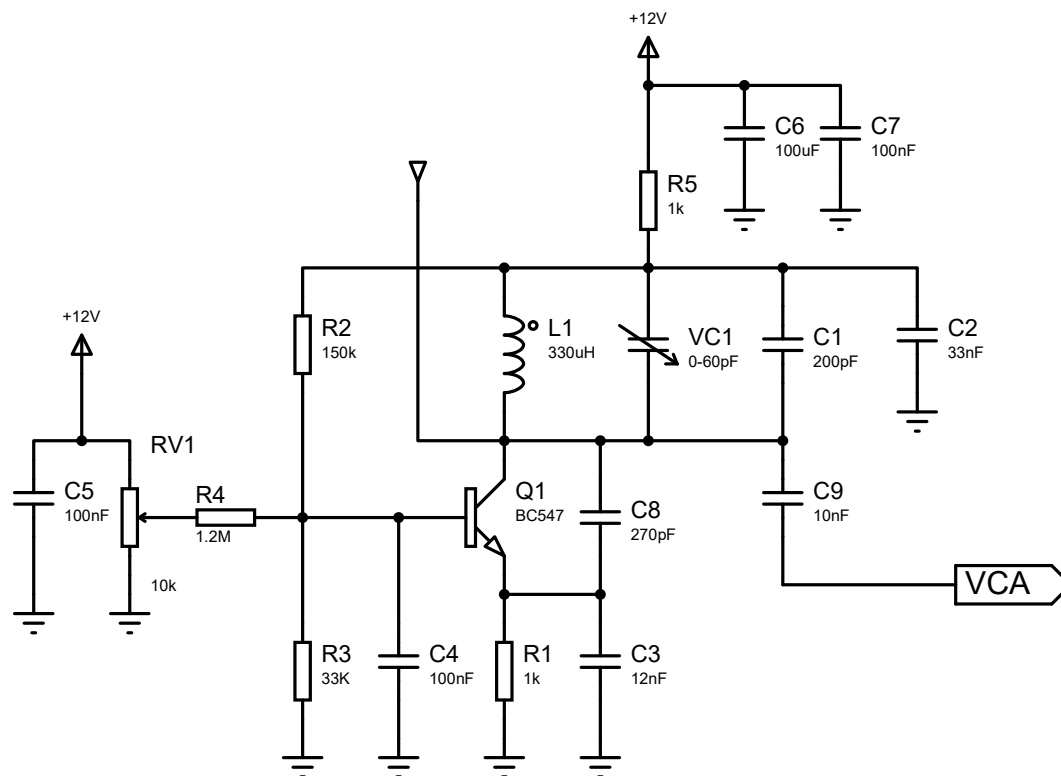 +12V
C6
100uF
C7
100nF
R5
1k
+12V
R2
150k
L1
330uH
VC1
0-60pF
C1
200pF
C2
33nF
RV1
C5
100nF
R4
1.2M
10k
Q1
BC547
C8
270pF
C9
10nF
VCA
R3
33K
C4
100nF
R1
1k
C3
12nF